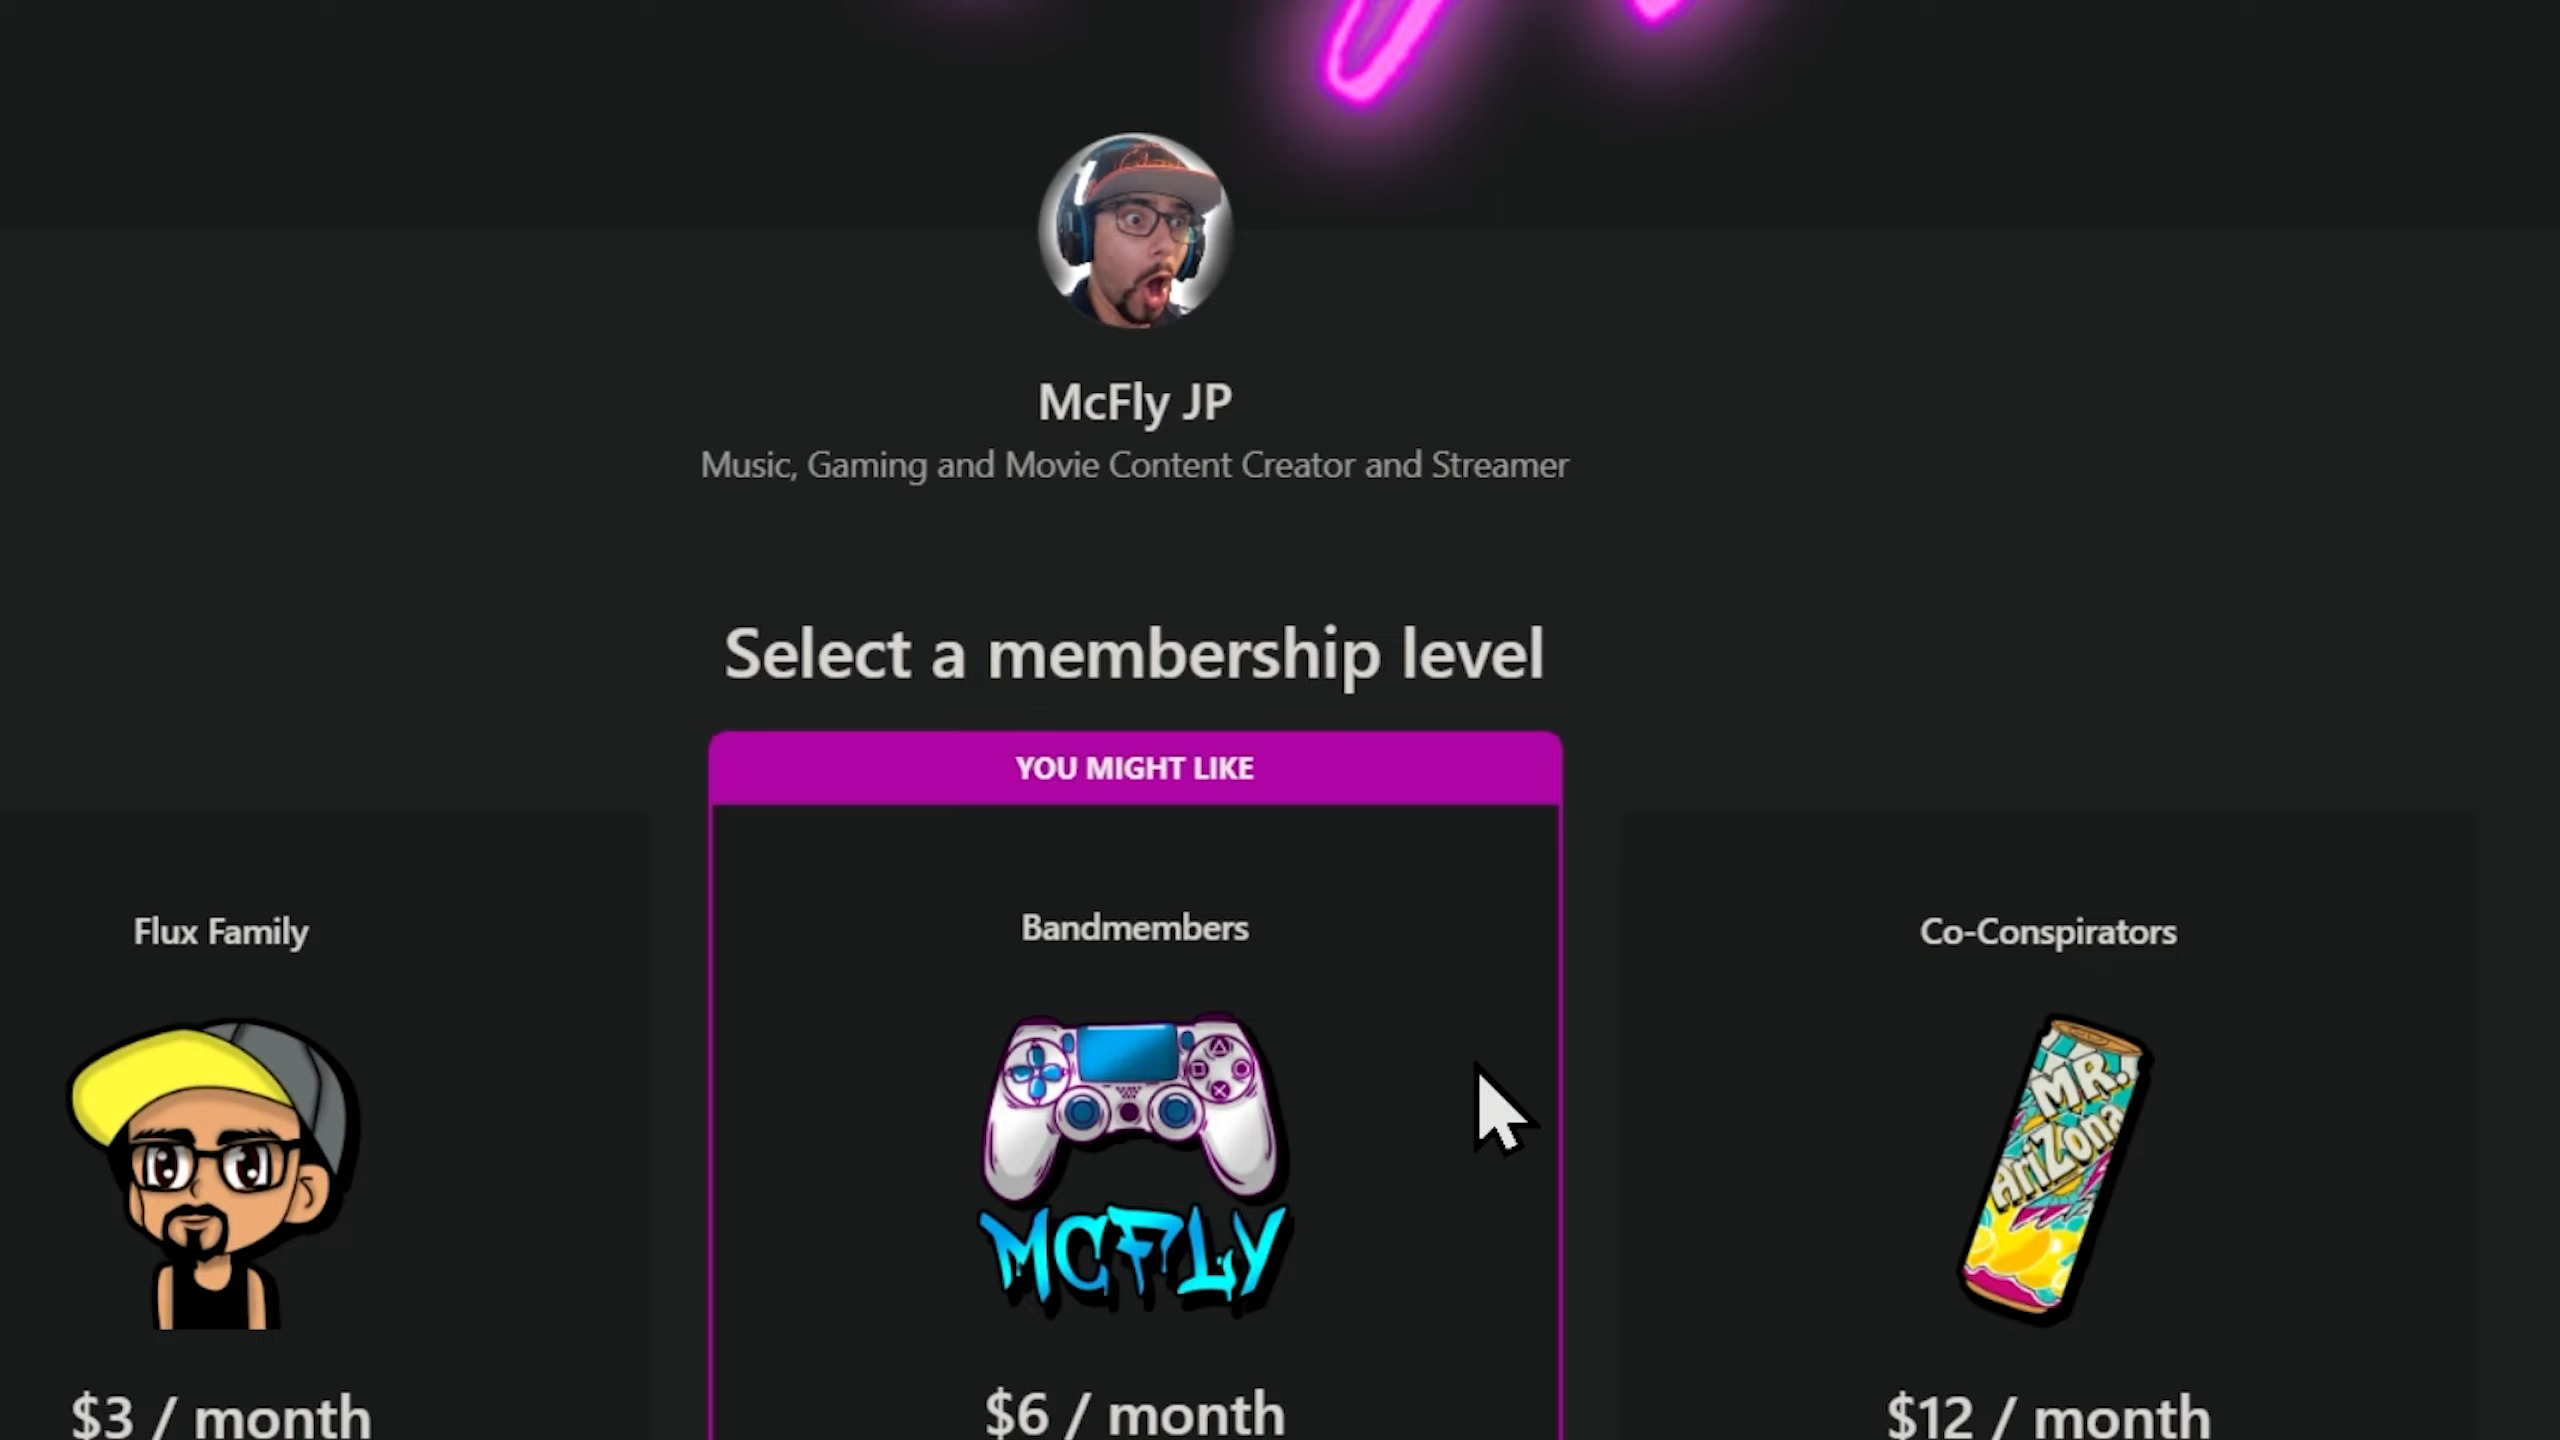 McFly JP
Music, Gaming and Movie Content Creator and Streamer
Select a membership level
YOU MIGHT LIKE
Flux Family
Bandmembers
Co-Conspirators
MR.
AriZona
MCFLY
$3 / month
$6 / month
$12 / month